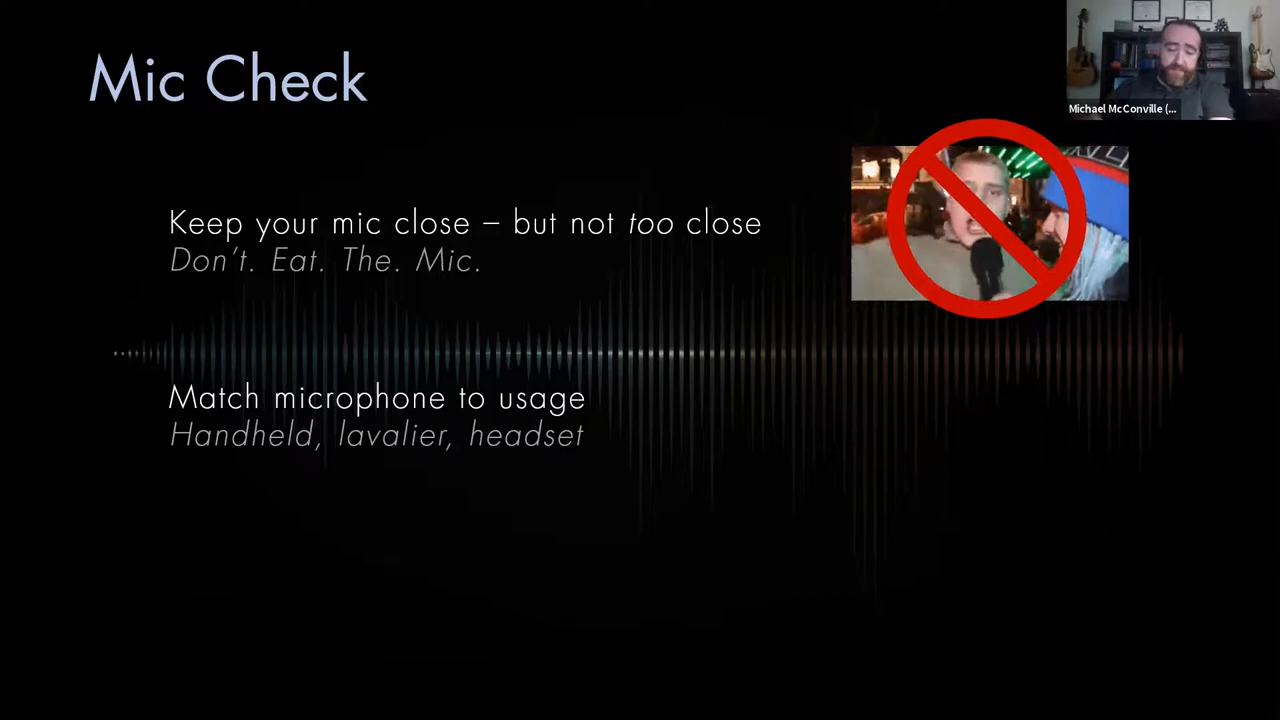 Mic Check
Michael McConville (...
Keep your mic close – but not too close
Don't. Eat. The. Mic.
Match microphone to usage
Handheld, lavalier, headset